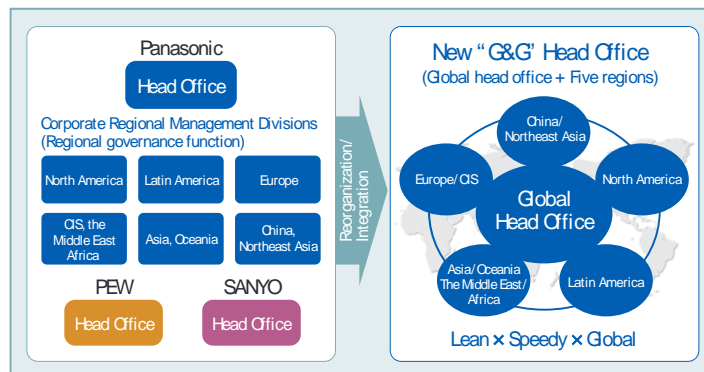 Panasonic
Head Office
Corporate Regional Management Divisions
(Regional governance function)
North America
Latin America
Europe
CIS, the
Middle East
Africa
Asia, Oceania
China,
Northeast Asia
PEW
SANYO
Head Office
Head Office
Reorganization/
Integration
New “G&G” Head Office
(Global head office + Five regions)
China/
Northeast Asia
Europe/CIS
North America
Global
Head Office
Asia/Oceania
The Middle East/
Africa
Latin America
Lean × Speedy × Global